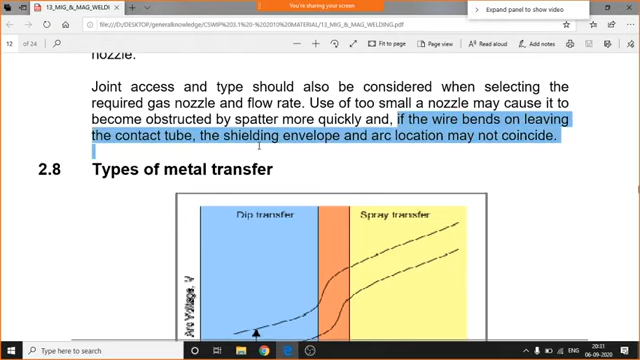 13_MIG_&_MAG_WELDING.pdf
You're sharing your screen
Expand panel to show video
file:///D:/DESKTOP/generalknowledge/CSWIP%203.1%20-%202010%20MATERIAL/13_MIG_&_MAG_WELDING.pdf
12 of 24
Fit to page
Page view
Read aloud
Add notes
nozzle.
Joint access and type should also be considered when selecting the
required gas nozzle and flow rate. Use of too small a nozzle may cause it to
become obstructed by spatter more quickly and, if the wire bends on leaving
the contact tube, the shielding envelope and arc location may not coincide.
2.8 Types of metal transfer
Dip transfer
Spray transfer
Arc Voltage, V
Type here to search
20:31
06-09-2020